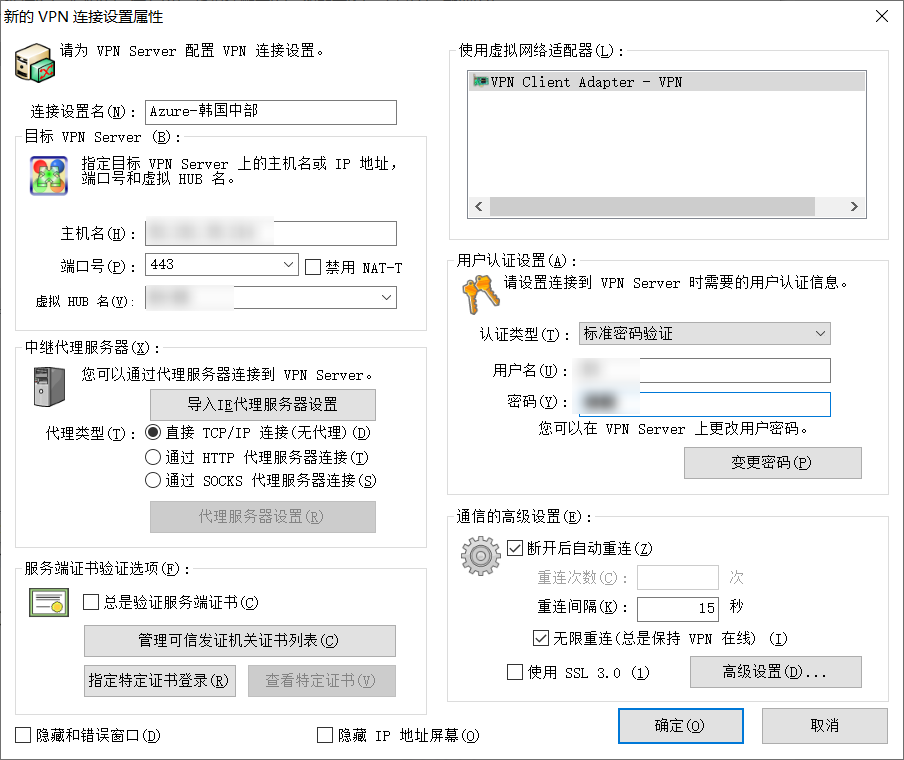 新的 VPN 连接设置属性
请为 VPN Server 配置 VPN 连接设置。
连接设置名(N)：
Azure-韩国中部
目标 VPN Server (B)：
指定目标 VPN Server 上的主机名或 IP 地址，
端口号和虚拟 HUB 名。
主机名(H)：
端口号(P)：
443
禁用 NAT-T
虚拟 HUB 名(V):
中继代理服务器(X)：
您可以通过代理服务器连接到 VPN Server。
导入IE代理服务器设置
代理类型(T)：
直接 TCP/IP 连接(无代理)(D)
通过 HTTP 代理服务器连接(T)
通过 SOCKS 代理服务器连接(S)
代理服务器设置(R)
服务端证书验证选项(F)：
总是验证服务端证书(C)
管理可信发证机关证书列表(C)
指定特定证书登录(R)
查看特定证书(V)
隐藏和错误窗口(D)
隐藏 IP 地址屏幕(O)
使用虚拟网络适配器(L)：
VPN Client Adapter - VPN
用户认证设置(A)：
请设置连接到 VPN Server 时需要的用户认证信息。
认证类型(T)：
标准密码验证
用户名(U)：
密码(Y)：
您可以在 VPN Server 上更改用户密码。
变更密码(P)
通信的高级设置(E)：
断开后自动重连(Z)
重连次数(C)：
次
重连间隔(K)：
15
秒
无限重连(总是保持 VPN 在线) (I)
使用 SSL 3.0 (1)
高级设置(D)...
确定(O)
取消